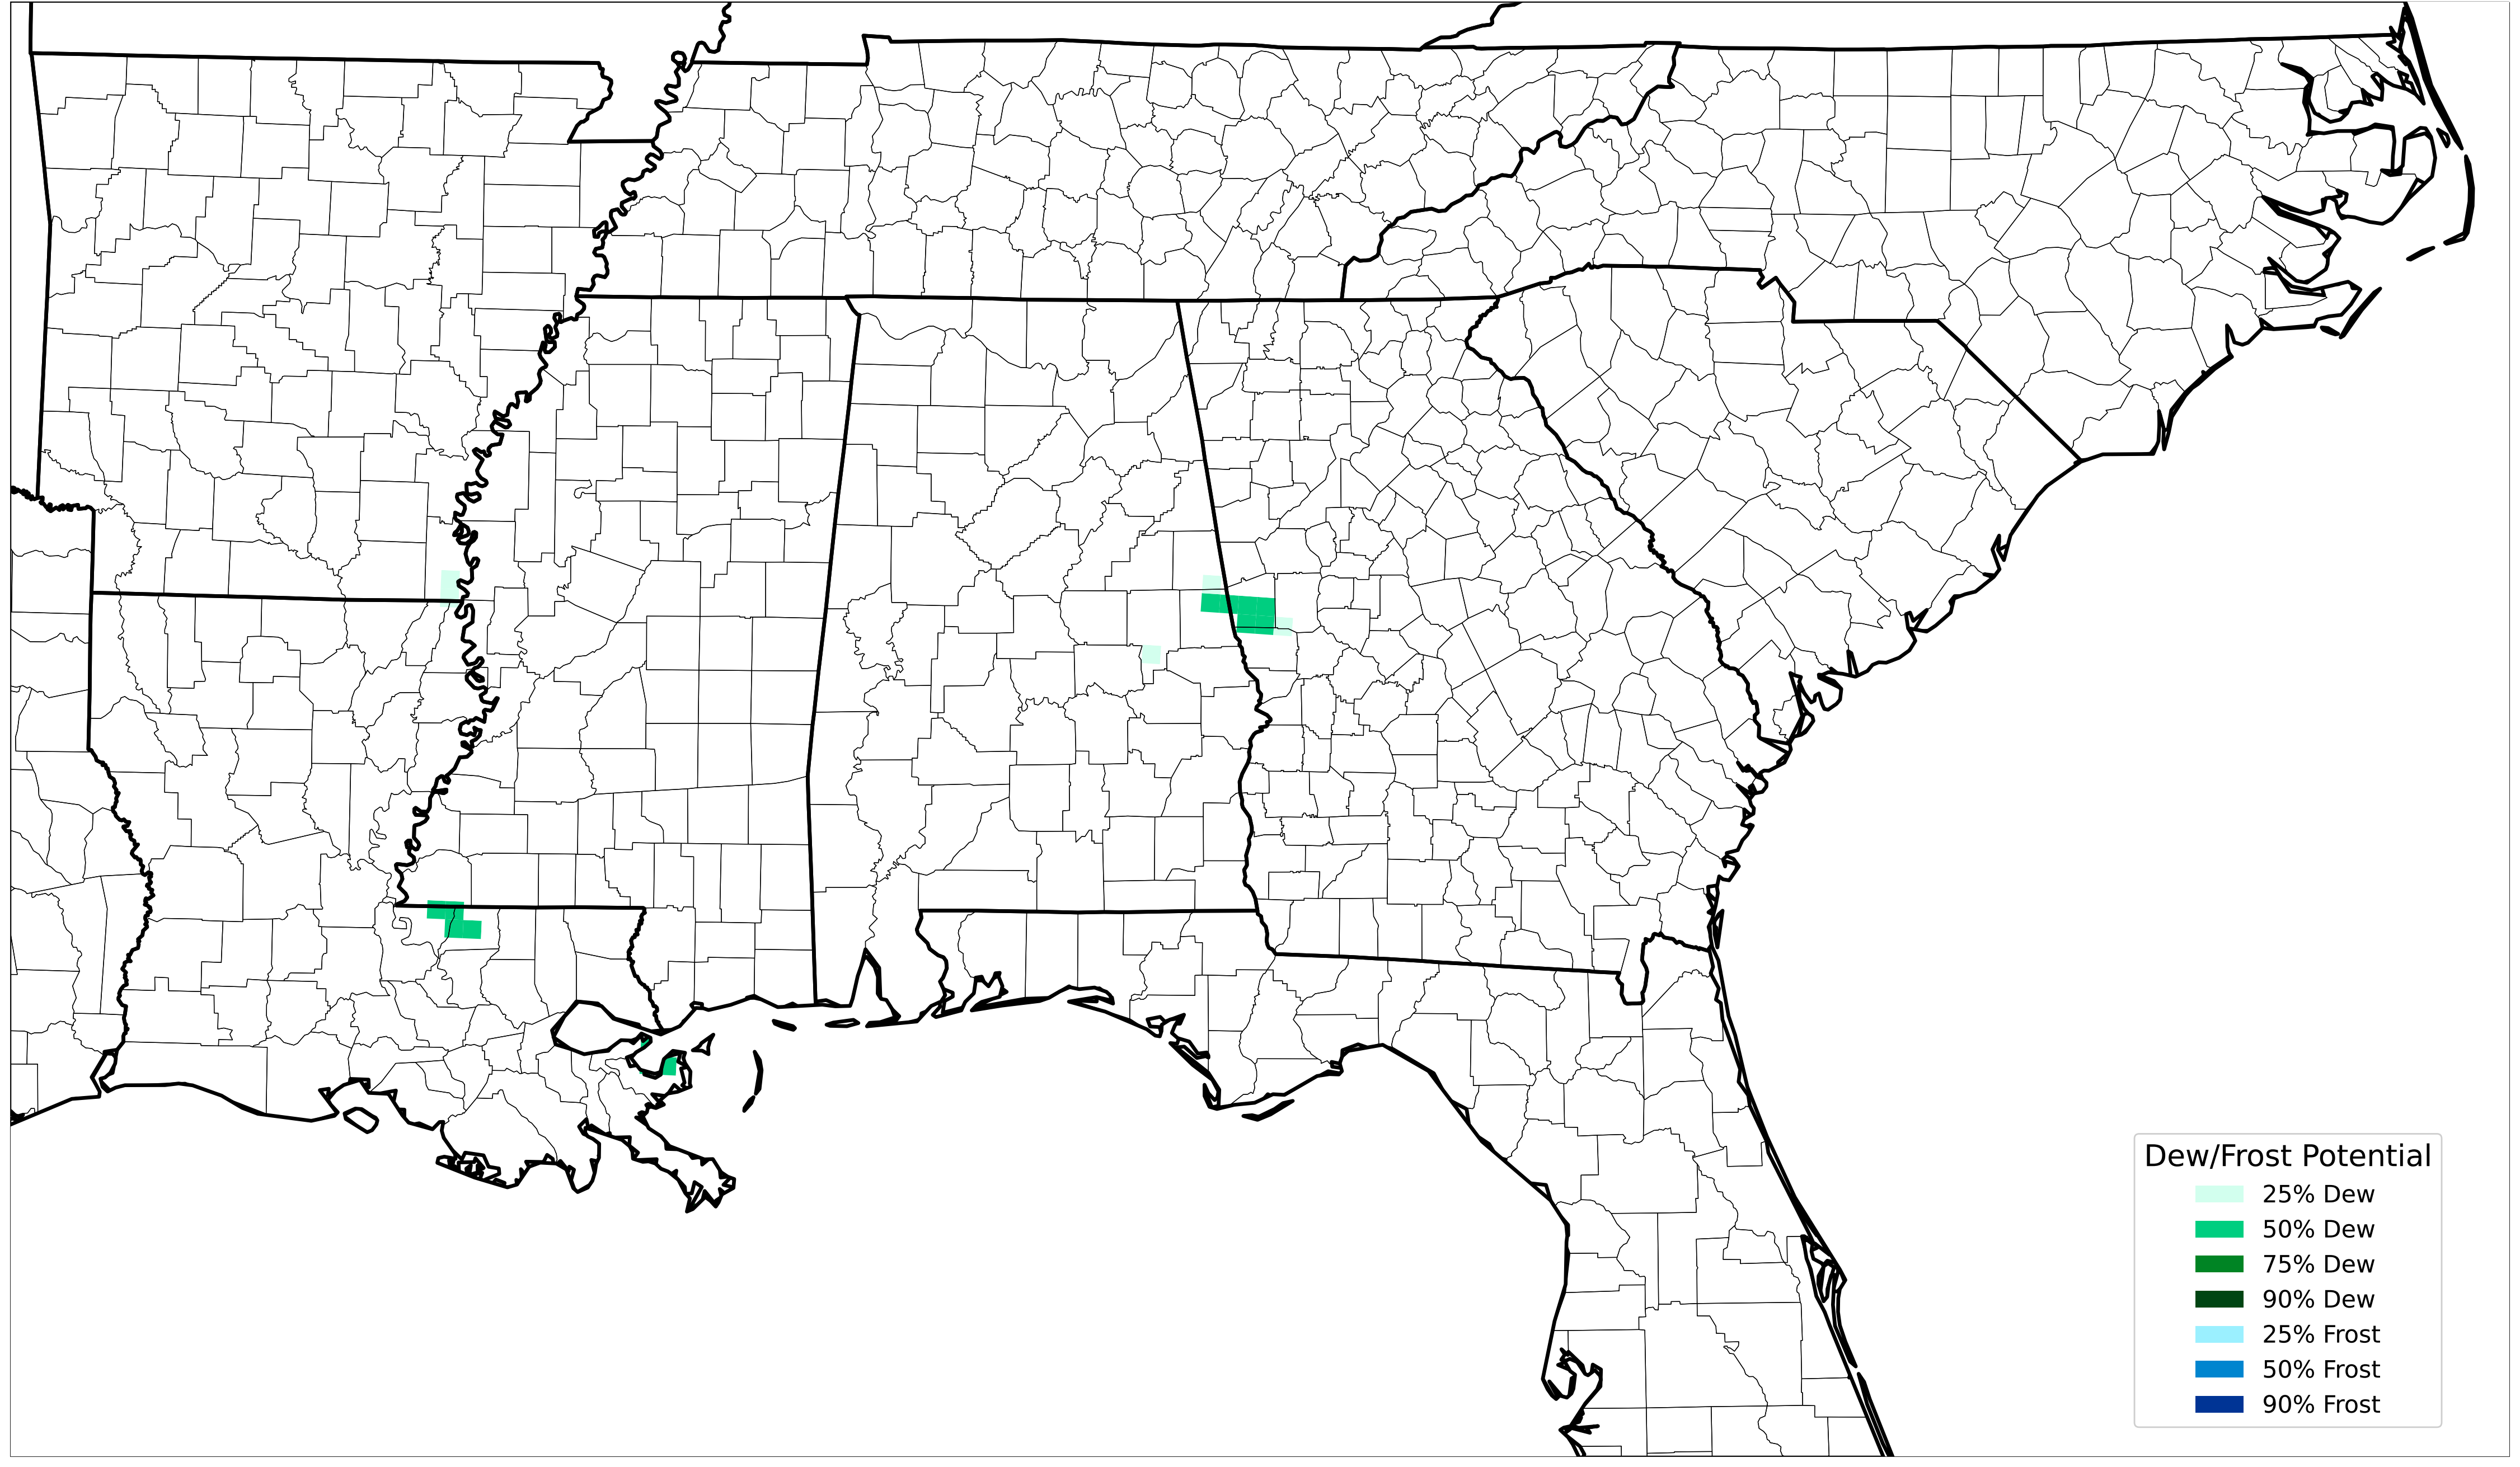 Dew/Frost Potential
25% Dew
50% Dew
75% Dew
90% Dew
25% Frost
50% Frost
90% Frost